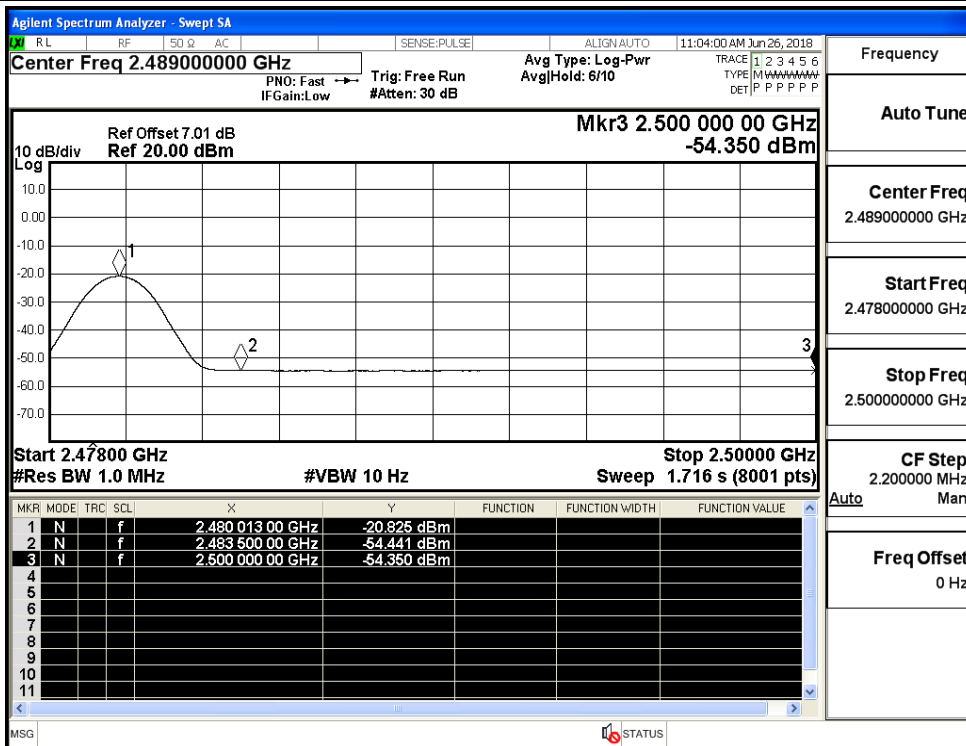 Agilent Spectrum Analyzer - Swept SA
LXI RL RF 50 Ω AC SENSE:PULSE ALIGN AUTO 11:04:00 AM Jun 26, 2018
Center Freq 2.489000000 GHz
PNO: Fast
IFGain:Low
Trig: Free Run
#Atten: 30 dB
Avg Type: Log-Pwr
Avg|Hold: 6/10
TRACE 1 2 3 4 5 6
TYPE M WWWWW
DET P P P P P P
Ref Offset 7.01 dB
10 dB/div Ref 20.00 dBm
Log
Mkr3 2.500 000 00 GHz
-54.350 dBm
10.0
0.00
-10.0
-20.0
-30.0
-40.0
-50.0
-60.0
-70.0
1
2
3
Start 2.47800 GHz Stop 2.50000 GHz
#Res BW 1.0 MHz #VBW 10 Hz Sweep 1.716 s (8001 pts)
MKR MODE TRC SCL X Y FUNCTION FUNCTION WIDTH FUNCTION VALUE
1 N f 2.480 013 00 GHz -20.825 dBm
2 N f 2.483 500 00 GHz -54.441 dBm
3 N f 2.500 000 00 GHz -54.350 dBm
4
5
6
7
8
9
10
11
MSG STATUS
Frequency
Auto Tune
Center Freq
2.489000000 GHz
Start Freq
2.478000000 GHz
Stop Freq
2.500000000 GHz
CF Step
2.200000 MHz
Auto Man
Freq Offset
0 Hz